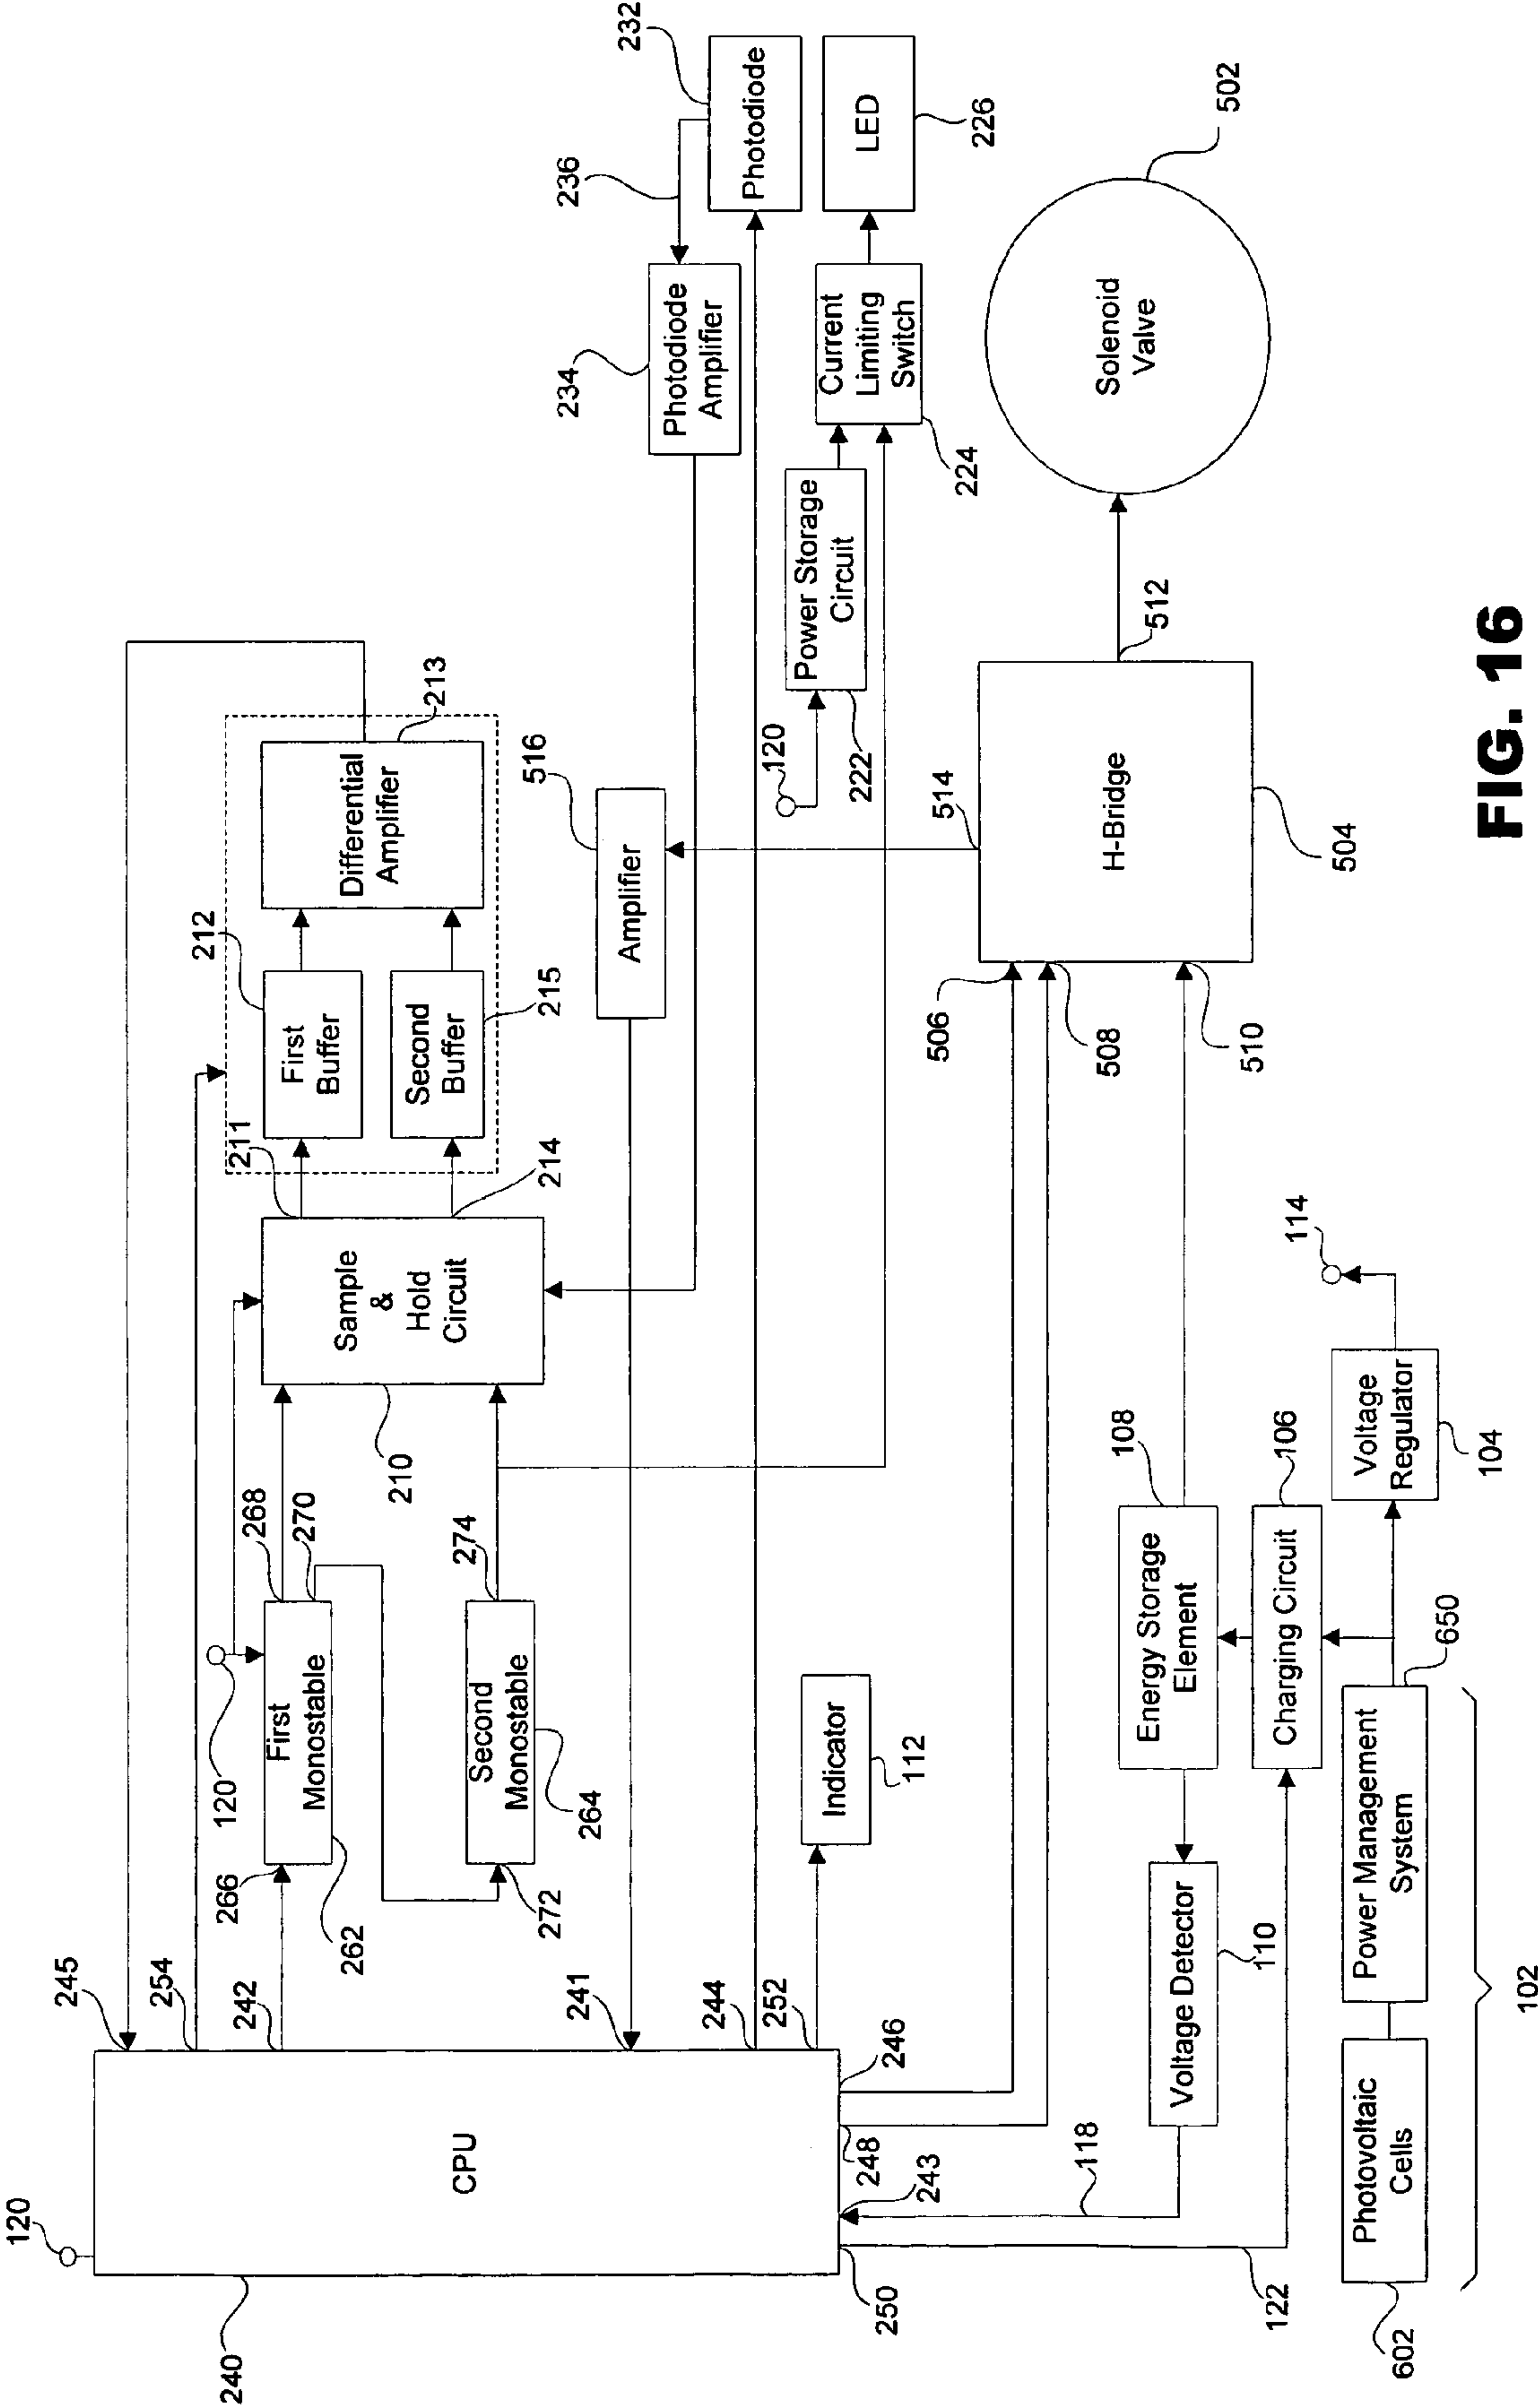 120
240
CPU
245
254
242
241
244
252
246
248
243
250
118
122
120
266
262
First
Monostable
268
270
272
Second
Monostable
264
274
Sample
&
Hold
Circuit
210
211
214
212
First
Buffer
Second
Buffer
215
Differential
Amplifier
213
516
Amplifier
234
Photodiode
Amplifier
236
232
Photodiode
LED
226
Current
Limiting
Switch
224
120
Power Storage
Circuit
222
Indicator
112
506
508
510
514
H-Bridge
504
512
Solenoid
Valve
502
Voltage Detector
110
Energy Storage
Element
108
Charging Circuit
106
Voltage
Regulator
104
114
Photovoltaic
Cells
602
Power Management
System
650
102
FIG. 16